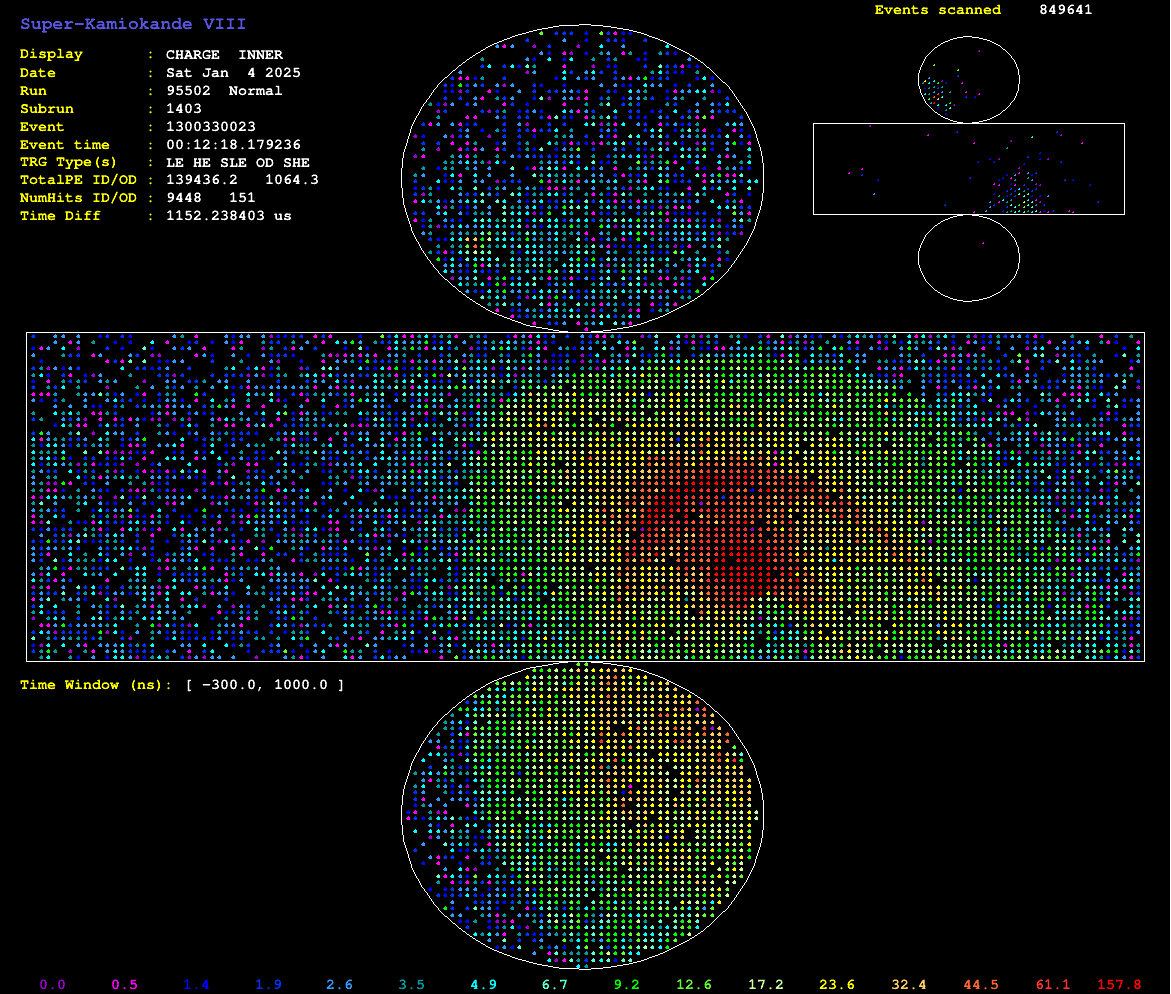 Super-Kamiokande VIII
Events scanned 849641
Display : CHARGE INNER
Date : Sat Jan 4 2025
Run : 95502 Normal
Subrun : 1403
Event : 1300330023
Event time : 00:12:18.179236
TRG Type(s) : LE HE SLE OD SHE
TotalPE ID/OD : 139436.2 1064.3
NumHits ID/OD : 9448 151
Time Diff : 1152.238403 us
Time Window (ns): [ −300.0, 1000.0 ]
0.0 0.5 1.4 1.9 2.6 3.5 4.9 6.7 9.2 12.6 17.2 23.6 32.4 44.5 61.1 157.8